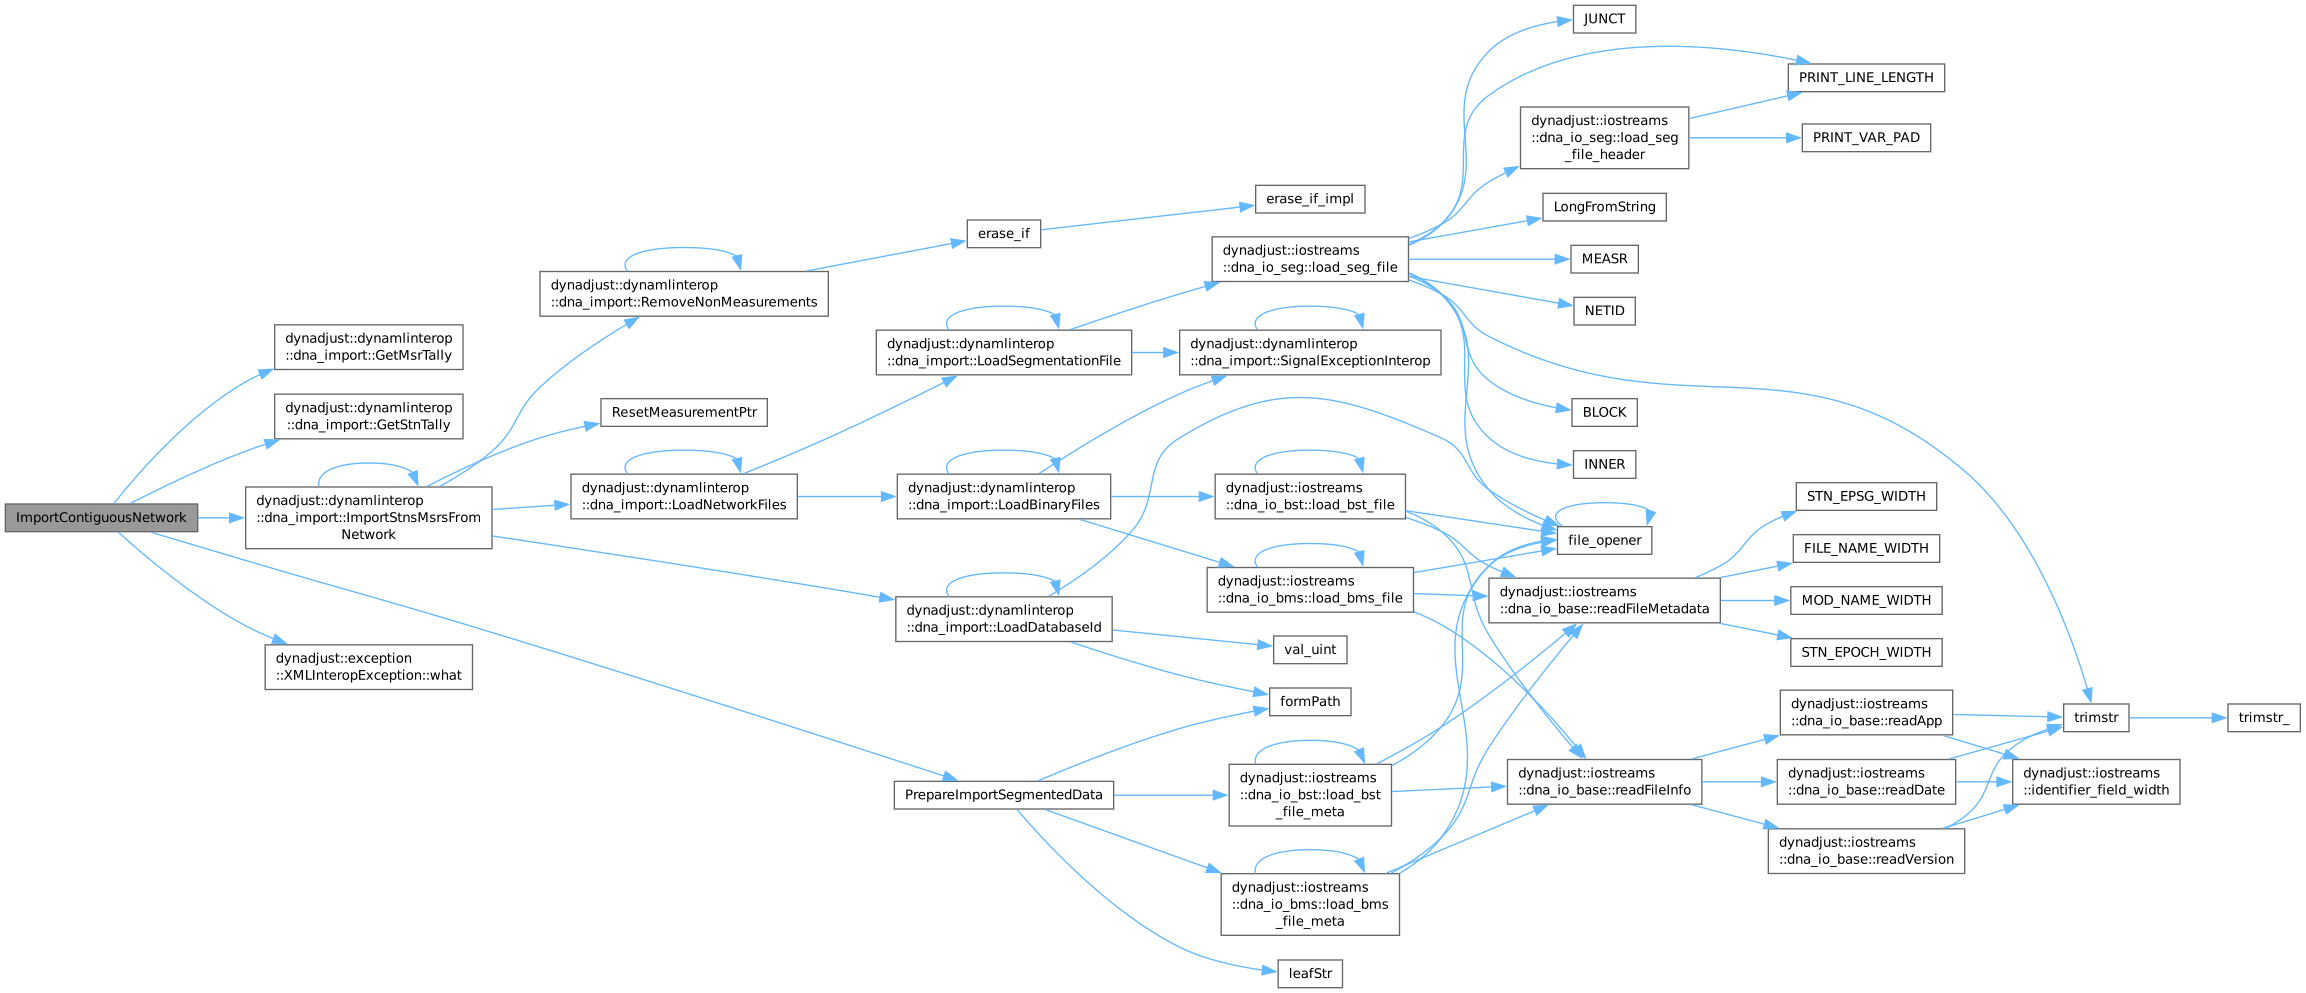 ImportContiguousNetwork
dynadjust::dynamlinterop
::dna_import::GetMsrTally
dynadjust::dynamlinterop
::dna_import::GetStnTally
dynadjust::dynamlinterop
::dna_import::ImportStnsMsrsFrom
Network
dynadjust::exception
::XMLInteropException::what
dynadjust::dynamlinterop
::dna_import::RemoveNonMeasurements
ResetMeasurementPtr
dynadjust::dynamlinterop
::dna_import::LoadNetworkFiles
erase_if
dynadjust::dynamlinterop
::dna_import::LoadSegmentationFile
dynadjust::dynamlinterop
::dna_import::LoadBinaryFiles
dynadjust::dynamlinterop
::dna_import::LoadDatabaseId
PrepareImportSegmentedData
erase_if_impl
dynadjust::iostreams
::dna_io_seg::load_seg_file
dynadjust::dynamlinterop
::dna_import::SignalExceptionInterop
dynadjust::iostreams
::dna_io_bst::load_bst_file
dynadjust::iostreams
::dna_io_bms::load_bms_file
val_uint
formPath
dynadjust::iostreams
::dna_io_bst::load_bst
_file_meta
dynadjust::iostreams
::dna_io_bms::load_bms
_file_meta
leafStr
JUNCT
dynadjust::iostreams
::dna_io_seg::load_seg
_file_header
LongFromString
MEASR
NETID
BLOCK
INNER
file_opener
dynadjust::iostreams
::dna_io_base::readFileMetadata
dynadjust::iostreams
::dna_io_base::readFileInfo
PRINT_LINE_LENGTH
PRINT_VAR_PAD
STN_EPSG_WIDTH
FILE_NAME_WIDTH
MOD_NAME_WIDTH
STN_EPOCH_WIDTH
dynadjust::iostreams
::dna_io_base::readApp
dynadjust::iostreams
::dna_io_base::readDate
dynadjust::iostreams
::dna_io_base::readVersion
trimstr
dynadjust::iostreams
::identifier_field_width
trimstr_